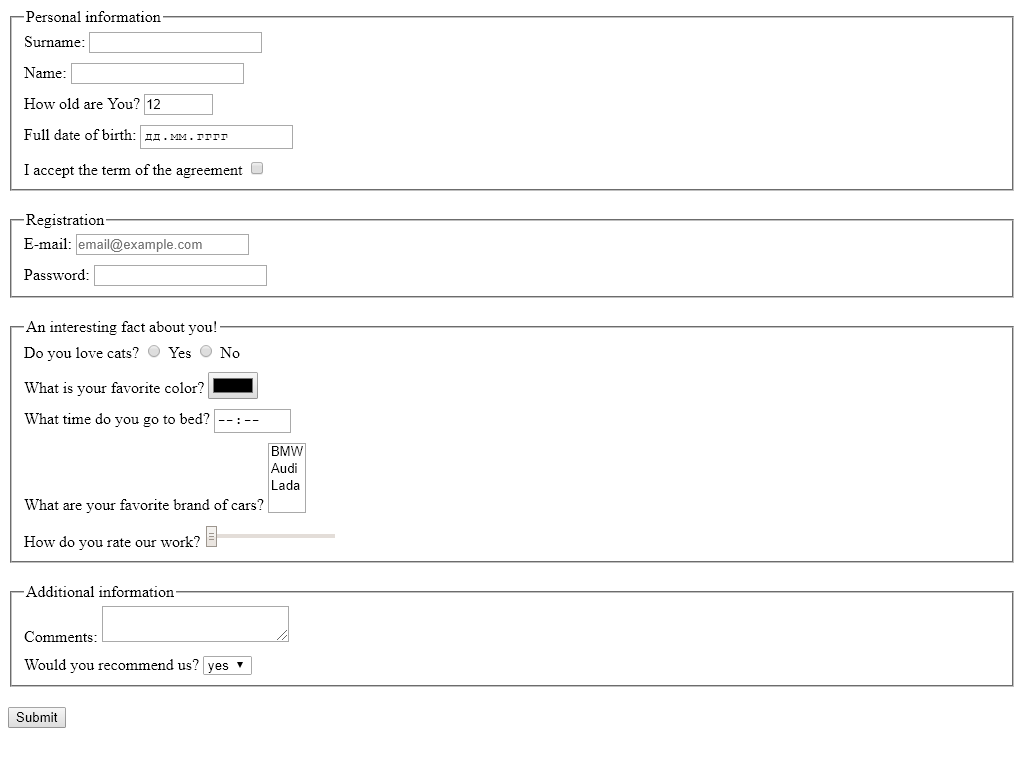 Personal information
Surname:
Name:
How old are You? 12
Full date of birth: дд.мм.гггг
I accept the term of the agreement
Registration
E-mail: email@example.com
Password:
An interesting fact about you!
Do you love cats? Yes No
What is your favorite color?
What time do you go to bed? --:--
BMW
Audi
Lada
What are your favorite brand of cars?
How do you rate our work?
Additional information
Comments:
Would you recommend us? yes
Submit